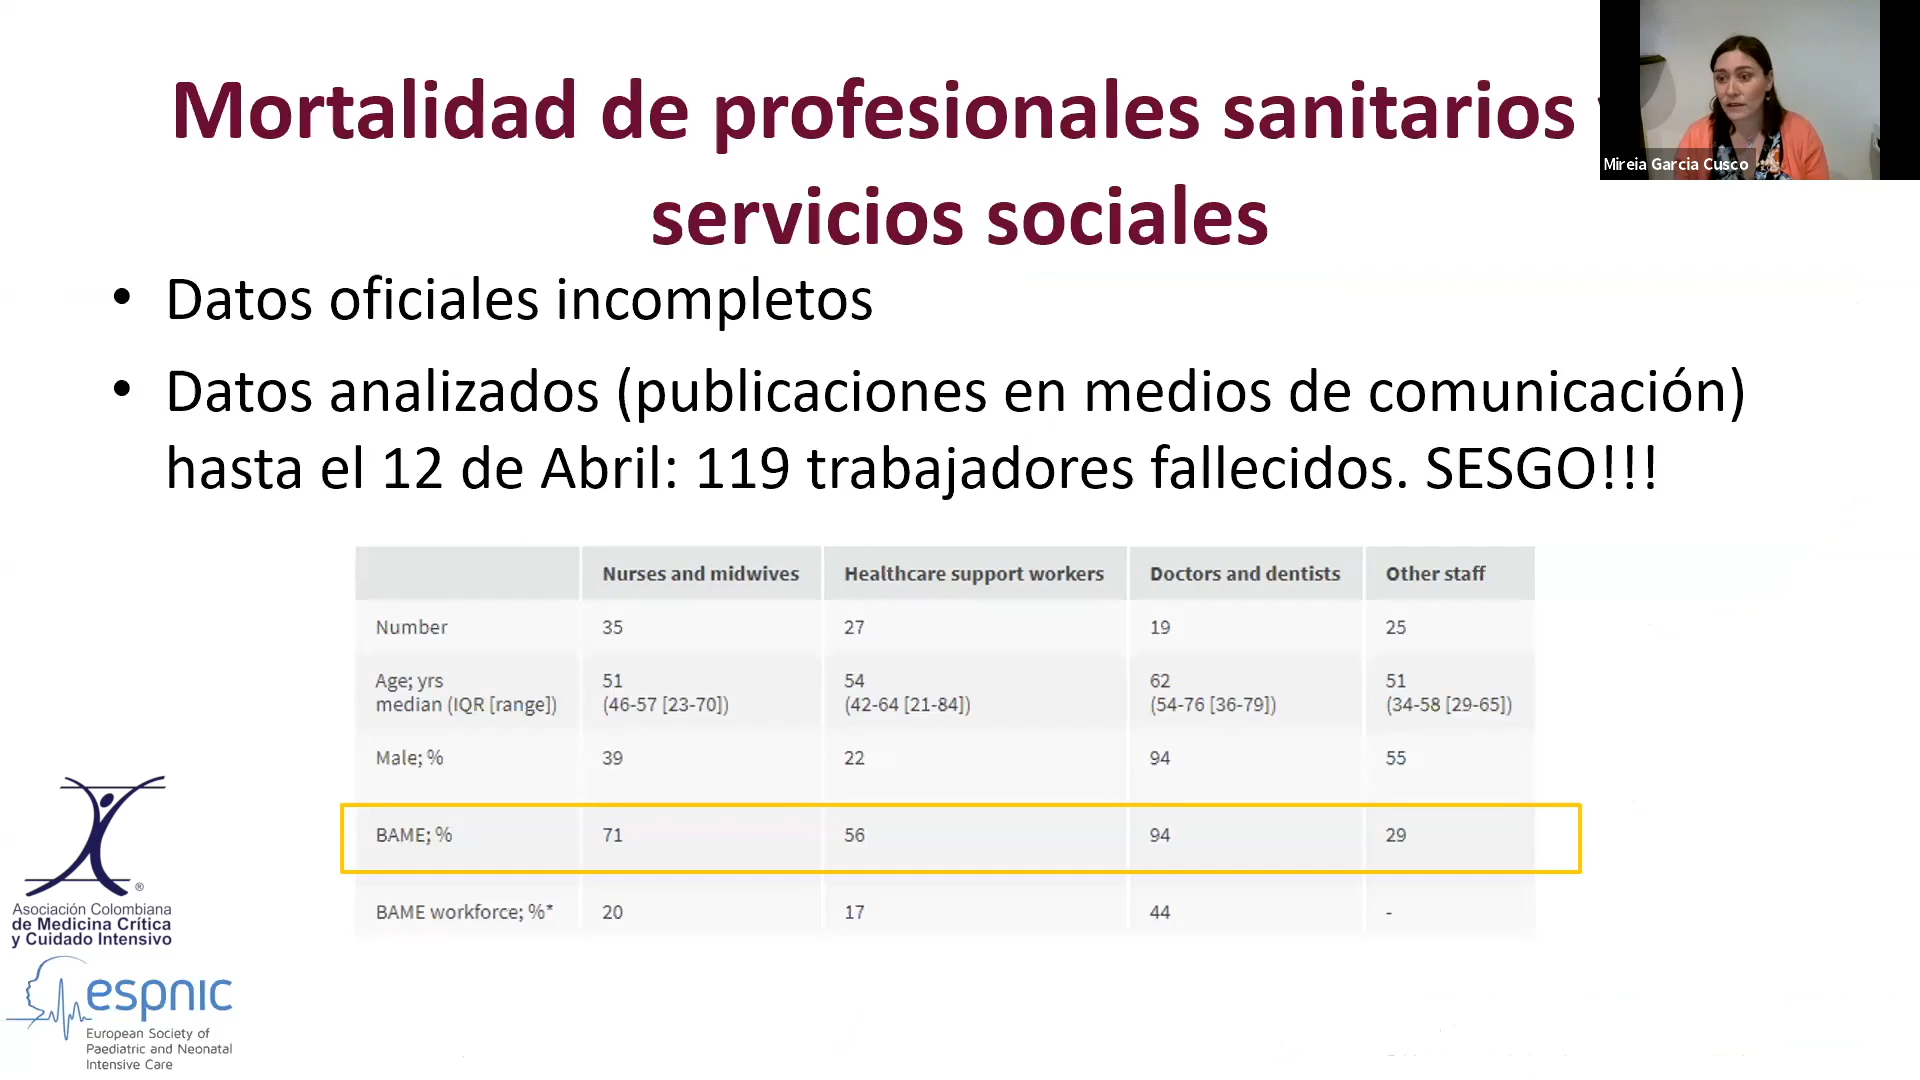 Mortalidad de profesionales sanitarios
servicios sociales
Mireia Garcia Cusco
• Datos oficiales incompletos
• Datos analizados (publicaciones en medios de comunicación)
hasta el 12 de Abril: 119 trabajadores fallecidos. SESGO!!!
Nurses and midwives Healthcare support workers Doctors and dentists Other staff
Number 35 27 19 25
Age; yrs 51 54 62 51
median (IQR [range]) (46-57 [23-70]) (42-64 [21-84]) (54-76 [36-79]) (34-58 [29-65])
Male; % 39 22 94 55
BAME; % 71 56 94 29
BAME workforce; %* 20 17 44 -
®
Asociación Colombiana
de Medicina Crítica
y Cuidado Intensivo
espnic
European Society of
Paediatric and Neonatal
Intensive Care